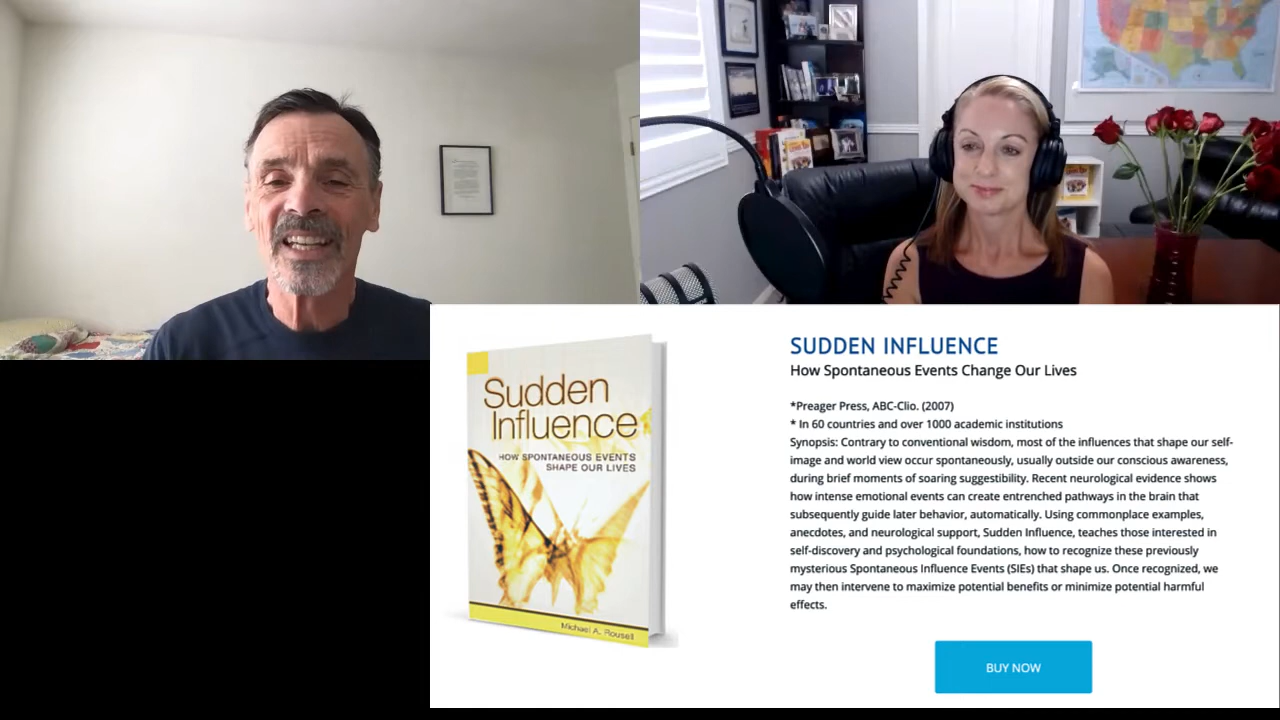 Sudden
Influence
HOW SPONTANEOUS EVENTS
SHAPE OUR LIVES
Michael A. Rousell
SUDDEN INFLUENCE
How Spontaneous Events Change Our Lives
*Preager Press, ABC-Clio. (2007)
* In 60 countries and over 1000 academic institutions
Synopsis: Contrary to conventional wisdom, most of the influences that shape our self-
image and world view occur spontaneously, usually outside our conscious awareness,
during brief moments of soaring suggestibility. Recent neurological evidence shows
how intense emotional events can create entrenched pathways in the brain that
subsequently guide later behavior, automatically. Using commonplace examples,
anecdotes, and neurological support, Sudden Influence, teaches those interested in
self-discovery and psychological foundations, how to recognize these previously
mysterious Spontaneous Influence Events (SIEs) that shape us. Once recognized, we
may then intervene to maximize potential benefits or minimize potential harmful
effects.
BUY NOW